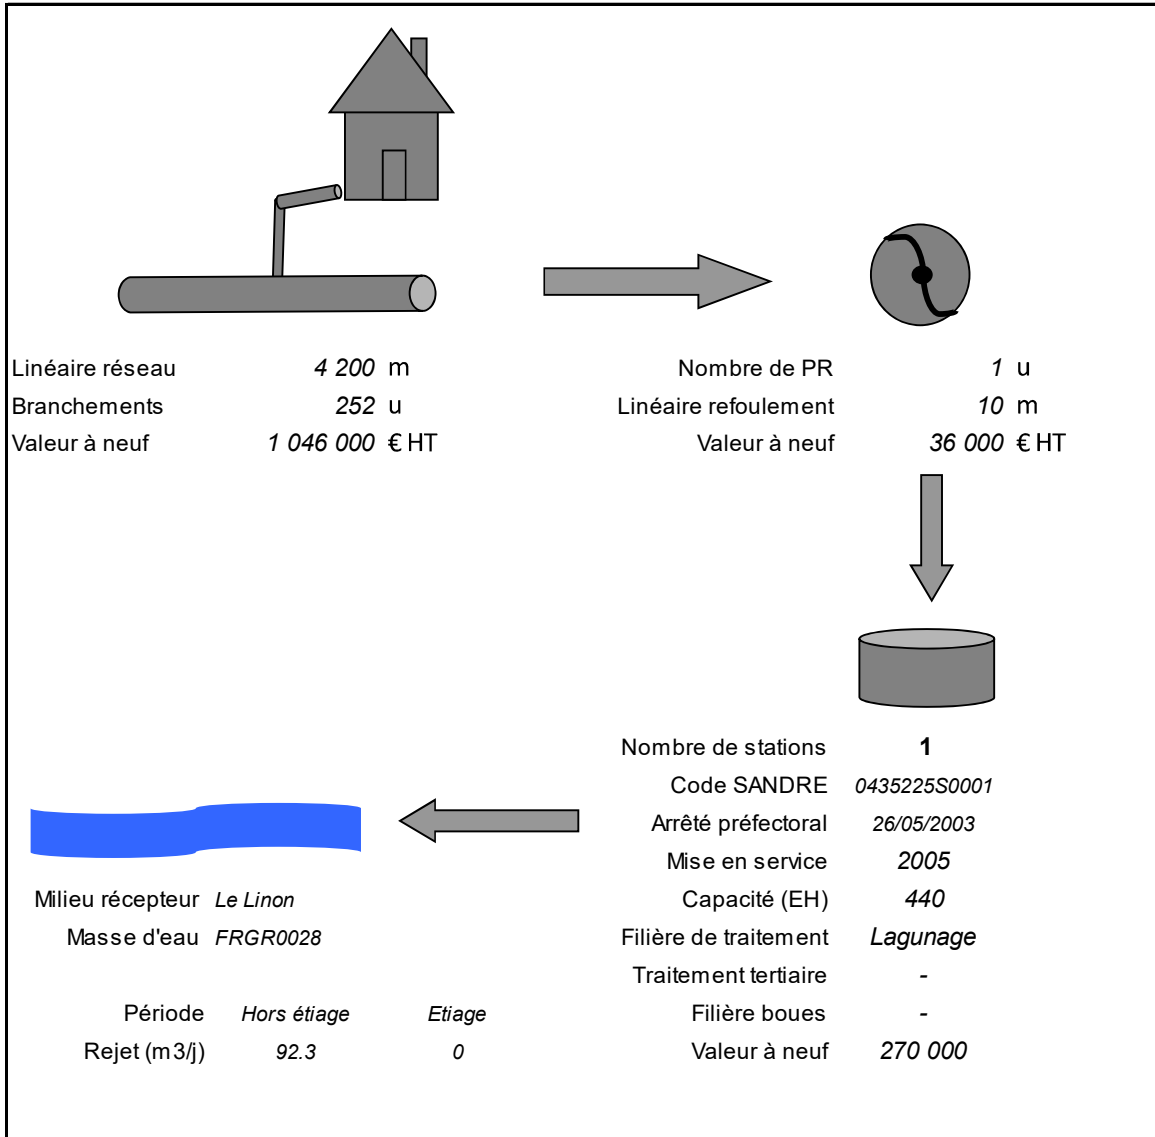 Linéaire réseau 4 200 m
Branchements 252 u
Valeur à neuf 1 046 000 € HT
Nombre de PR 1 u
Linéaire refoulement 10 m
Valeur à neuf 36 000 € HT
Nombre de stations 1
Code SANDRE 0435225S0001
Arrêté préfectoral 26/05/2003
Mise en service 2005
Capacité (EH) 440
Filière de traitement Lagunage
Traitement tertiaire -
Filière boues -
Valeur à neuf 270 000
Milieu récepteur Le Linon
Masse d'eau FRGR0028
Période Hors étiage Etiage
Rejet (m3/j) 92.3 0